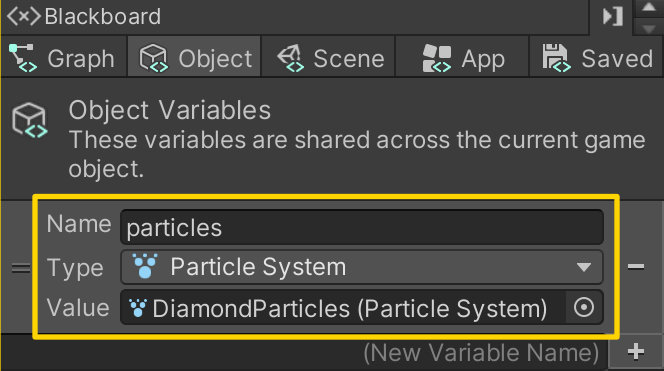 Blackboard
Graph Object Scene App Saved
Object Variables
These variables are shared across the current game
object.
Name particles
Type Particle System
Value DiamondParticles (Particle System)
(New Variable Name)